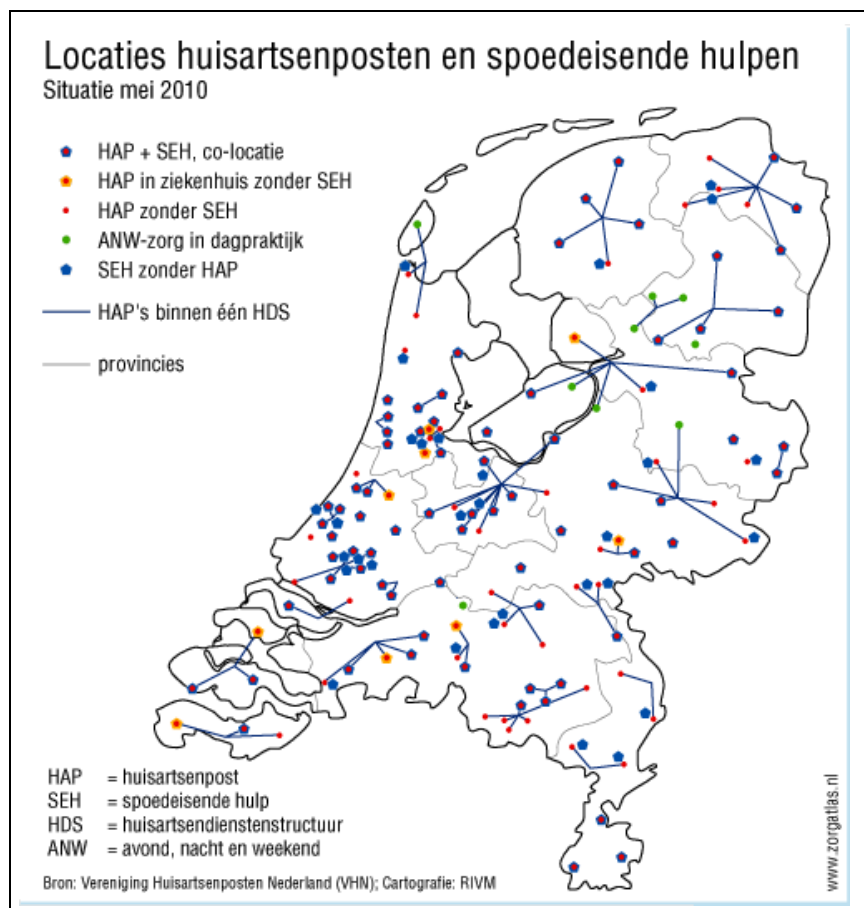 Locaties huisartsenposten en spoedeisende hulpen
Situatie mei 2010
HAP + SEH, co-locatie
HAP in ziekenhuis zonder SEH
HAP zonder SEH
ANW-zorg in dagpraktijk
SEH zonder HAP
HAP's binnen één HDS
provincies
HAP = huisartsenpost
SEH = spoedeisende hulp
HDS = huisartsendienstenstructuur
ANW = avond, nacht en weekend
Bron: Vereniging Huisartsenposten Nederland (VHN); Cartografie: RIVM
www.zorgatlas.nl